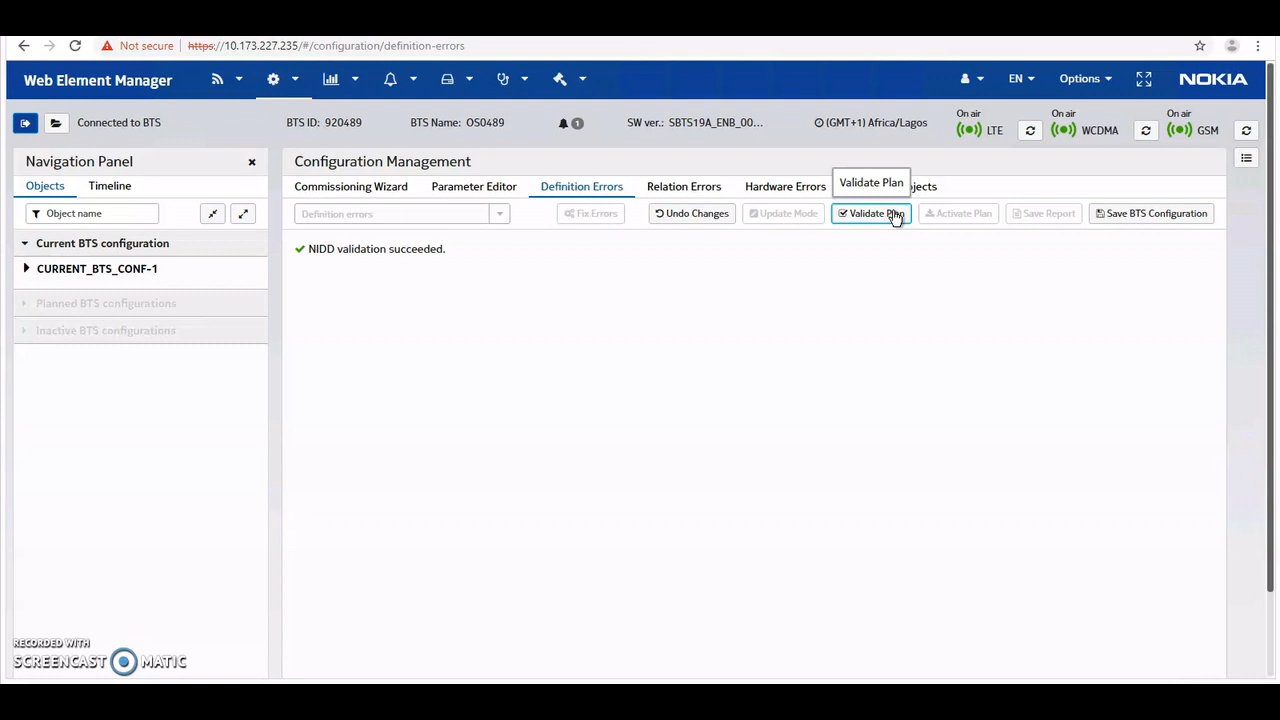 Not secure https://10.173.227.235/#/configuration/definition-errors
Web Element Manager
EN
Options
NOKIA
Connected to BTS
BTS ID: 920489
BTS Name: OS0489
1
SW ver.: SBTS19A_ENB_00...
(GMT+1) Africa/Lagos
On air
LTE
On air
WCDMA
On air
GSM
Navigation Panel
Objects Timeline
Object name
Current BTS configuration
CURRENT_BTS_CONF-1
Planned BTS configurations
Inactive BTS configurations
Configuration Management
Validate Plan
Commissioning Wizard Parameter Editor Definition Errors Relation Errors Hardware Errors
Definition errors
Fix Errors Undo Changes Update Mode Validate Plan Activate Plan Save Report Save BTS Configuration
NIDD validation succeeded.
RECORDED WITH
SCREENCAST MATIC